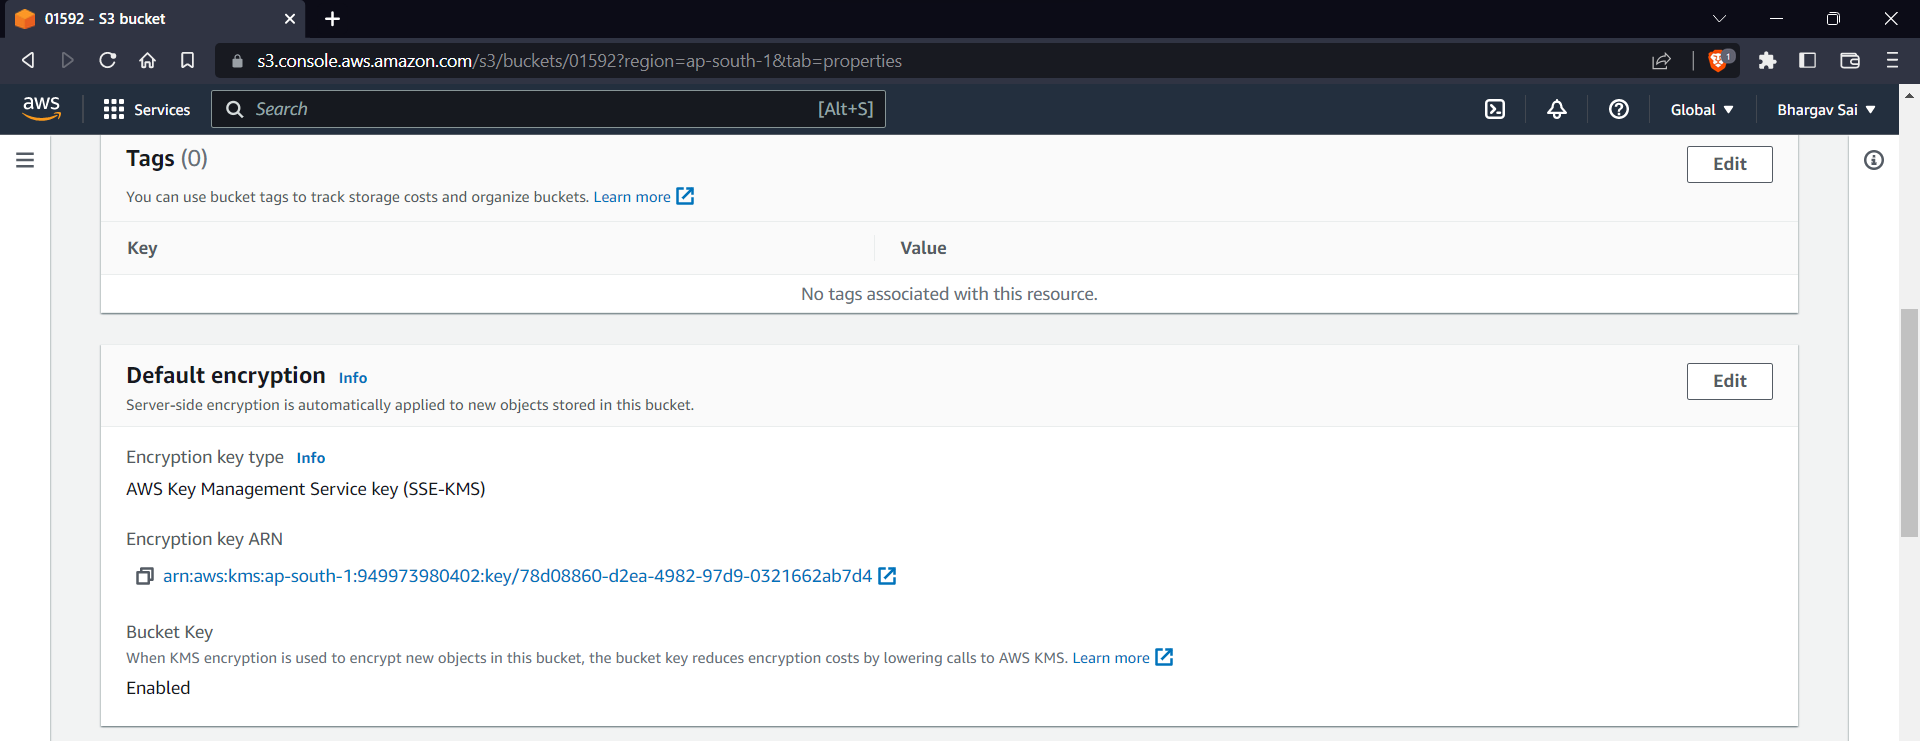 01592 - S3 bucket
s3.console.aws.amazon.com/s3/buckets/01592?region=ap-south-1&tab=properties
1
aws
Services
Search
[Alt+S]
Global
Bhargav Sai
Tags (0)
Edit
You can use bucket tags to track storage costs and organize buckets. Learn more
Key
Value
No tags associated with this resource.
Default encryption Info
Edit
Server-side encryption is automatically applied to new objects stored in this bucket.
Encryption key type Info
AWS Key Management Service key (SSE-KMS)
Encryption key ARN
arn:aws:kms:ap-south-1:949973980402:key/78d08860-d2ea-4982-97d9-0321662ab7d4
Bucket Key
When KMS encryption is used to encrypt new objects in this bucket, the bucket key reduces encryption costs by lowering calls to AWS KMS. Learn more
Enabled